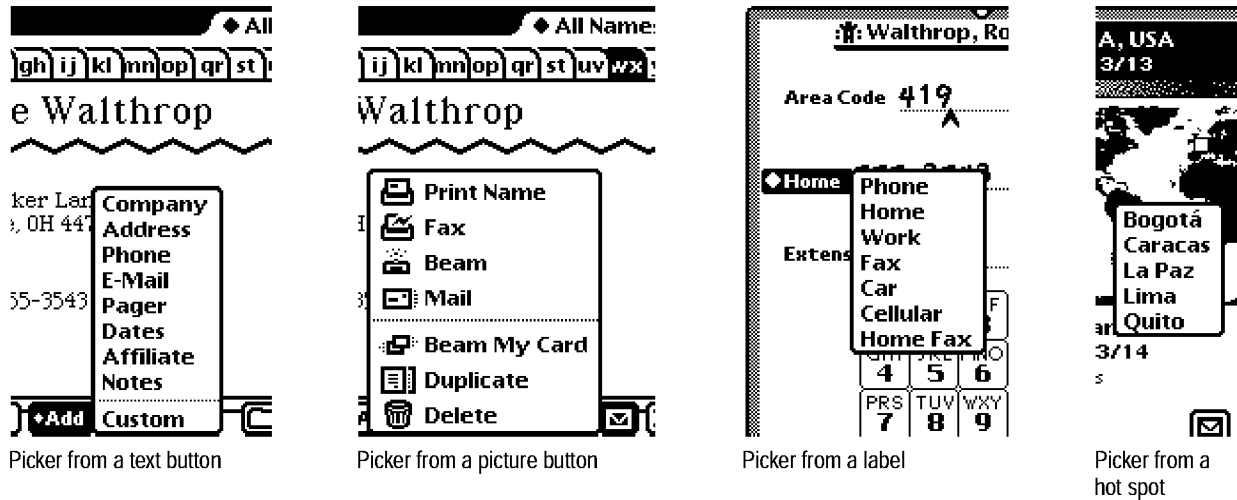 ◆ All
gh ij kl mn op qr st
e Walthrop
ker Lan
e, OH 447
55-3543
Company
Address
Phone
E-Mail
Pager
Dates
Affiliate
Notes
Custom
◆Add
Picker from a text button
◆ All Names
ij kl mn op qr st uv wx
Walthrop
Print Name
Fax
Beam
Mail
Beam My Card
Duplicate
Delete
Picker from a picture button
Walthrop, Ro
Area Code 419
◆Home
Phone
Home
Work
Fax
Car
Cellular
Home Fax
Extens
4 5 6
PRS TUV WXY
7 8 9
Picker from a label
A, USA
3/13
Bogotá
Caracas
La Paz
Lima
Quito
3/14
s
Picker from a
hot spot